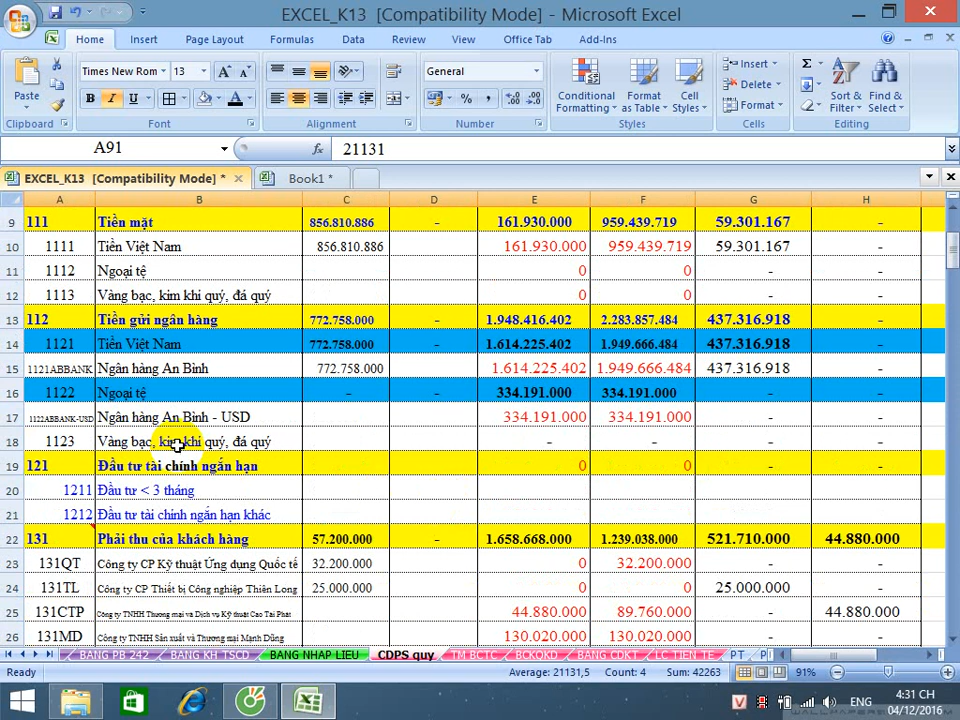 EXCEL_K13 [Compatibility Mode] - Microsoft Excel
Home Insert Page Layout Formulas Data Review View Office Tab Add-Ins
Paste
Times New Rom 13
General
Conditional Formatting
Format as Table
Cell Styles
Insert
Delete
Format
Sort & Filter
Find & Select
Clipboard Font Alignment Number Styles Cells Editing
A91 fx 21131
EXCEL_K13 [Compatibility Mode] * Book1 *
A B C D E F G H
9 111 Tiền mặt 856.810.886 - 161.930.000 959.439.719 59.301.167 -
10 1111 Tiền Việt Nam 856.810.886 161.930.000 959.439.719 59.301.167 -
11 1112 Ngoại tệ 0 0 - -
12 1113 Vàng bạc, kim khí quý, đá quý 0 0 - -
13 112 Tiền gửi ngân hàng 772.758.000 - 1.948.416.402 2.283.857.484 437.316.918 -
14 1121 Tiền Việt Nam 772.758.000 - 1.614.225.402 1.949.666.484 437.316.918 -
15 1121ABBANK Ngân hàng An Bình 772.758.000 1.614.225.402 1.949.666.484 437.316.918 -
16 1122 Ngoại tệ - - 334.191.000 334.191.000 - -
17 1122ABBANK-USD Ngân hàng An Bình - USD 334.191.000 334.191.000 - -
18 1123 Vàng bạc, kim khí quý, đá quý - - - -
19 121 Đầu tư tài chính ngắn hạn 0 0 - -
20 1211 Đầu tư < 3 tháng
21 1212 Đầu tư tài chính ngắn hạn khác
22 131 Phải thu của khách hàng 57.200.000 - 1.658.668.000 1.239.038.000 521.710.000 44.880.000
23 131QT Công ty CP Kỹ thuật Ứng dụng Quốc tế 32.200.000 0 32.200.000 - -
24 131TL Công ty CP Thiết bị Công nghiệp Thiên Long 25.000.000 0 0 25.000.000 -
25 131CTP Công ty TNHH Thương mại và Dịch vụ Kỹ thuật Cao Tài Phát 44.880.000 89.760.000 - 44.880.000
26 131MD Công ty TNHH Sản xuất và Thương mại Mạnh Dũng 130.020.000 130.020.000 - -
BANG PB 242 BANG KH TSCD BANG NHAP LIEU CDPS quy TM BCTC BCKQKD BANG CDKT LC TIEN TE PT
Ready Average: 21131,5 Count: 4 Sum: 42263 91%
ENG 4:31 CH
04/12/2016